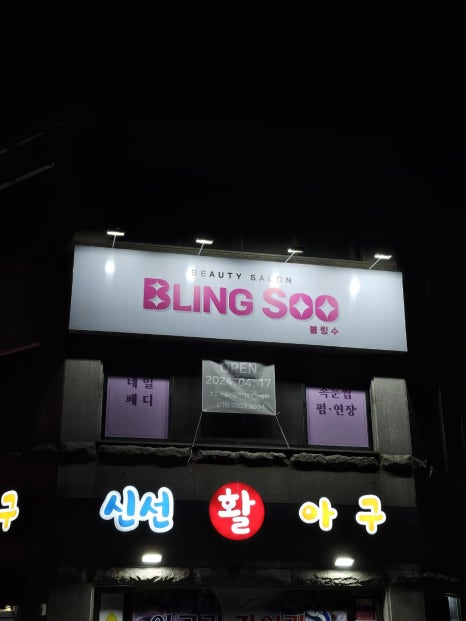 BEAUTY SALON
BLING SOO
블링수
네일
페디
OPEN
2024. 04. 17
속눈썹
펌·연장
구
신선 활 아구